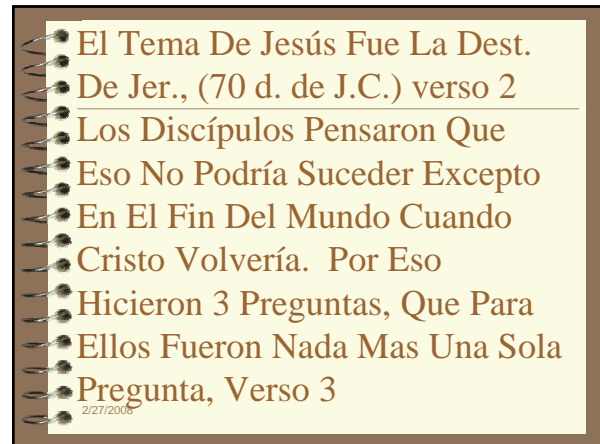 El Tema De Jesús Fue La Dest.
De Jer., (70 d. de J.C.) verso 2
Los Discípulos Pensaron Que
Eso No Podría Suceder Excepto
En El Fin Del Mundo Cuando
Cristo Volvería. Por Eso
Hicieron 3 Preguntas, Que Para
Ellos Fueron Nada Mas Una Sola
Pregunta, Verso 3
2/27/2008